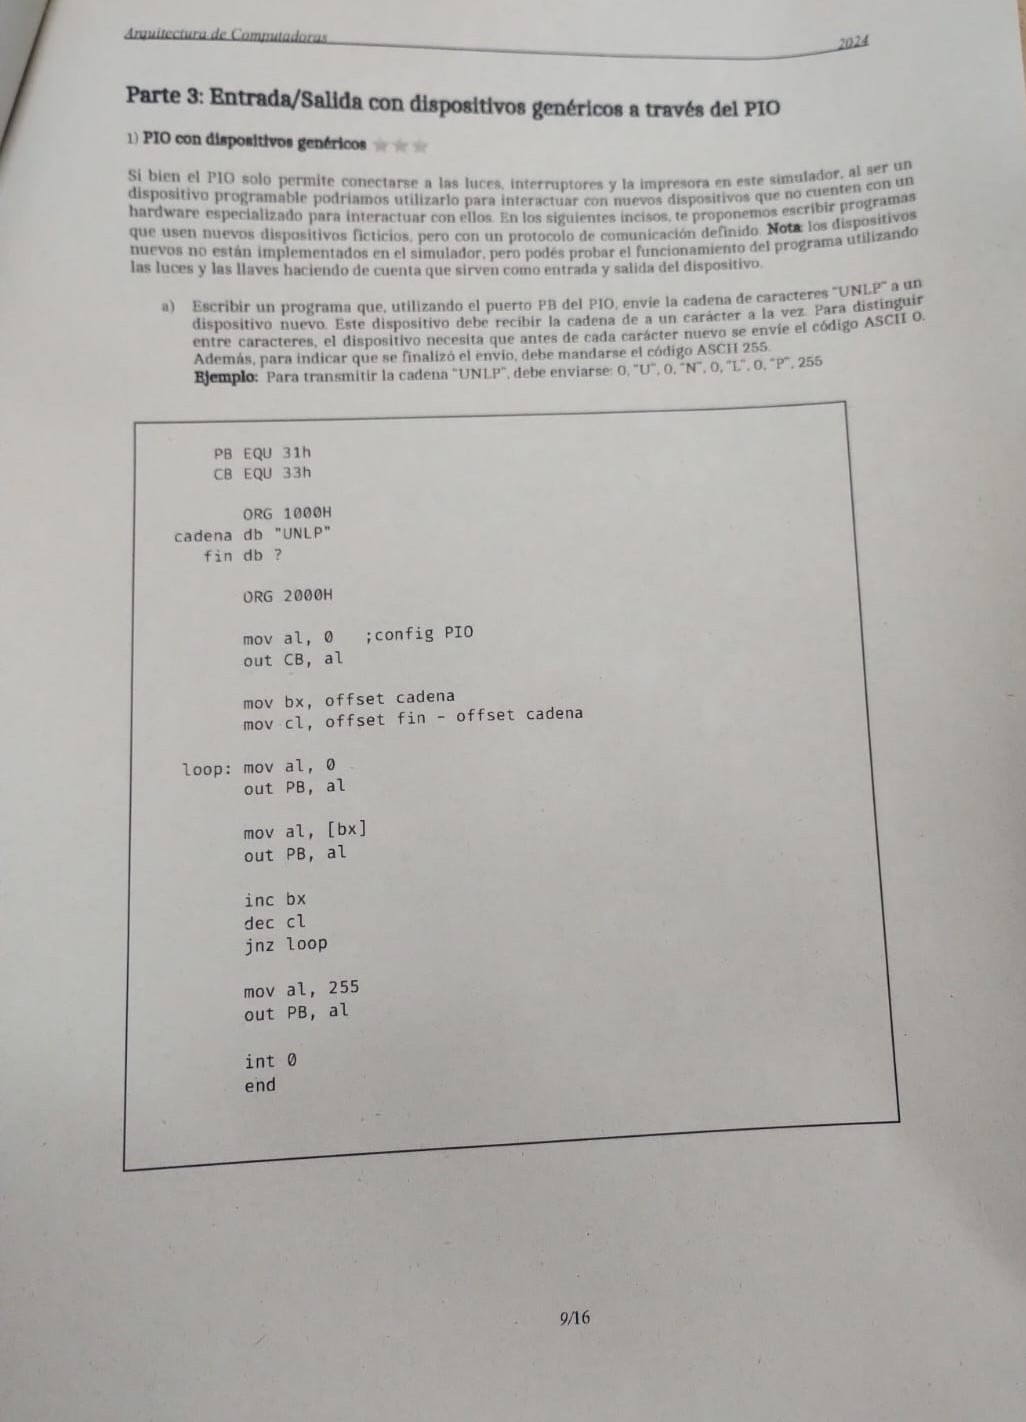 Arquitectura de Computadoras
2024
Parte 3: Entrada/Salida con dispositivos genéricos a través del PIO
1) PIO con dispositivos genéricos ★★★
Si bien el PIO solo permite conectarse a las luces, interruptores y la impresora en este simulador, al ser un
dispositivo programable podríamos utilizarlo para interactuar con nuevos dispositivos que no cuenten con un
hardware especializado para interactuar con ellos. En los siguientes incisos, te proponemos escribir programas
que usen nuevos dispositivos ficticios, pero con un protocolo de comunicación definido. Nota: los dispositivos
nuevos no están implementados en el simulador, pero podés probar el funcionamiento del programa utilizando
las luces y las llaves haciendo de cuenta que sirven como entrada y salida del dispositivo.
a) Escribir un programa que, utilizando el puerto PB del PIO, envíe la cadena de caracteres "UNLP" a un
dispositivo nuevo. Este dispositivo debe recibir la cadena de a un carácter a la vez. Para distinguir
entre caracteres, el dispositivo necesita que antes de cada carácter nuevo se envíe el código ASCII 0.
Además, para indicar que se finalizó el envío, debe mandarse el código ASCII 255.
Ejemplo: Para transmitir la cadena "UNLP", debe enviarse: 0, "U", 0, "N", 0, "L", 0, "P", 255
PB EQU 31h
CB EQU 33h
ORG 1000H
cadena db "UNLP"
fin db ?
ORG 2000H
mov al, 0 ;config PIO
out CB, al
mov bx, offset cadena
mov cl, offset fin - offset cadena
loop: mov al, 0
out PB, al
mov al, [bx]
out PB, al
inc bx
dec cl
jnz loop
mov al, 255
out PB, al
int 0
end
9/16